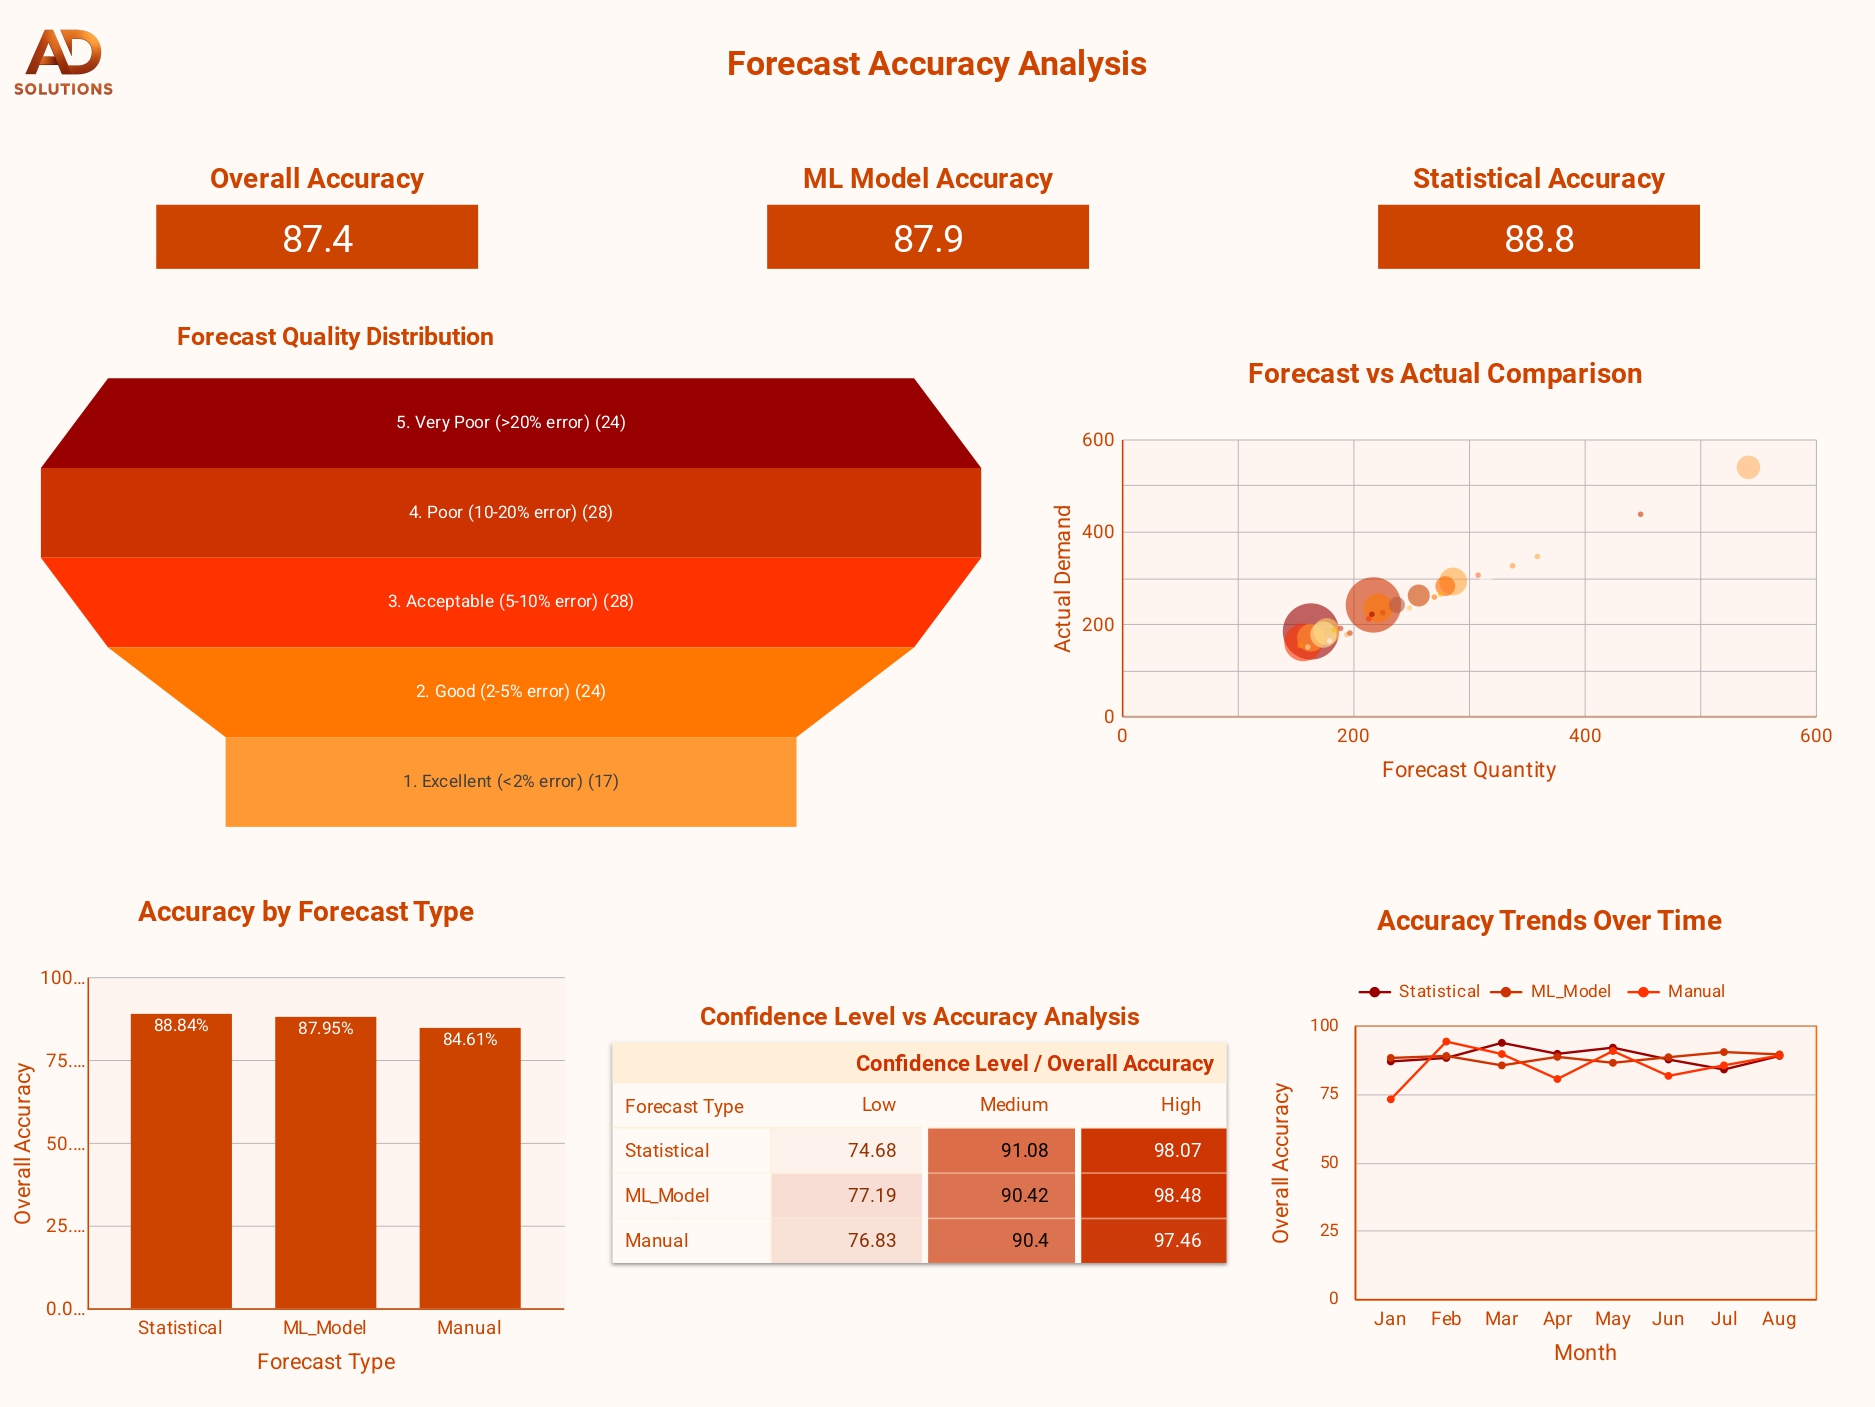 AD
SOLUTIONS
Forecast Accuracy Analysis
Overall Accuracy
87.4
ML Model Accuracy
87.9
Statistical Accuracy
88.8
Forecast Quality Distribution
5. Very Poor (>20% error) (24)
4. Poor (10-20% error) (28)
3. Acceptable (5-10% error) (28)
2. Good (2-5% error) (24)
1. Excellent (<2% error) (17)
Forecast vs Actual Comparison
Actual Demand
600
400
200
0
0 200 400 600
Forecast Quantity
Accuracy by Forecast Type
Overall Accuracy
100...
75....
50....
25....
0.0...
88.84%
87.95%
84.61%
Statistical ML_Model Manual
Forecast Type
Confidence Level vs Accuracy Analysis
Confidence Level / Overall Accuracy
Forecast Type Low Medium High
Statistical 74.68 91.08 98.07
ML_Model 77.19 90.42 98.48
Manual 76.83 90.4 97.46
Accuracy Trends Over Time
Statistical ML_Model Manual
Overall Accuracy
100
75
50
25
0
Jan Feb Mar Apr May Jun Jul Aug
Month